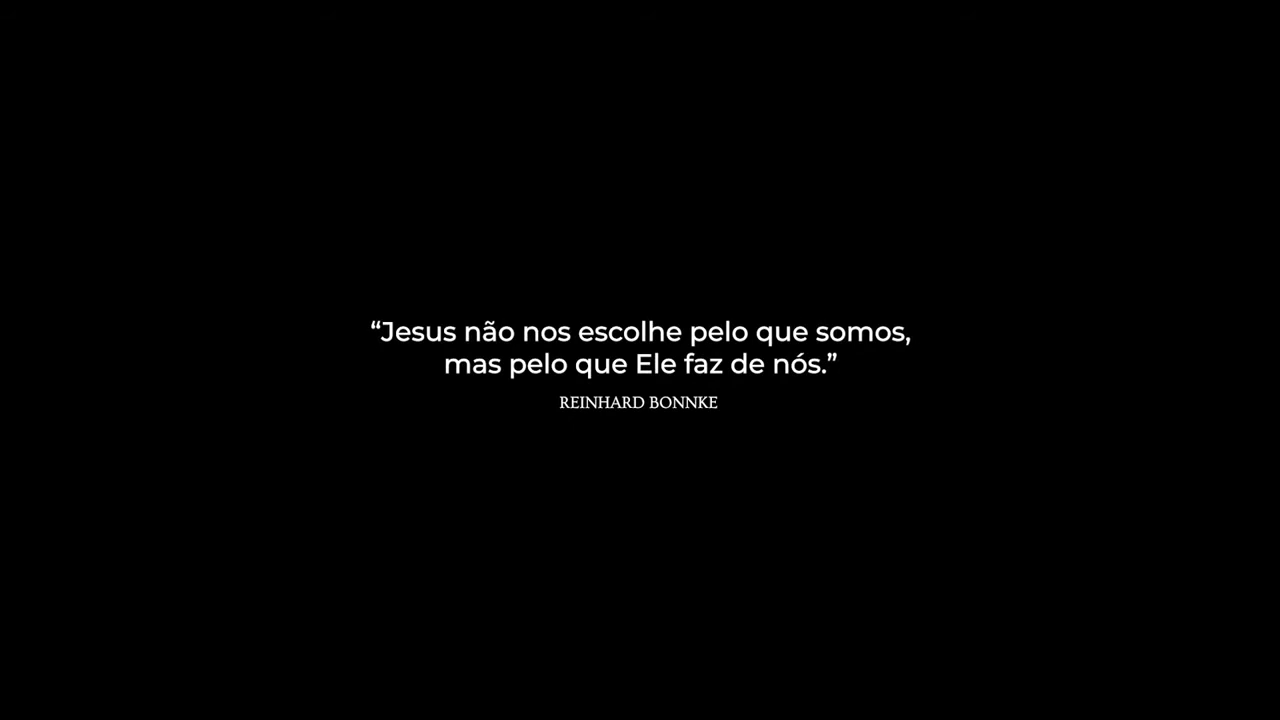 “Jesus não nos escolhe pelo que somos,
mas pelo que Ele faz de nós.”
REINHARD BONNKE